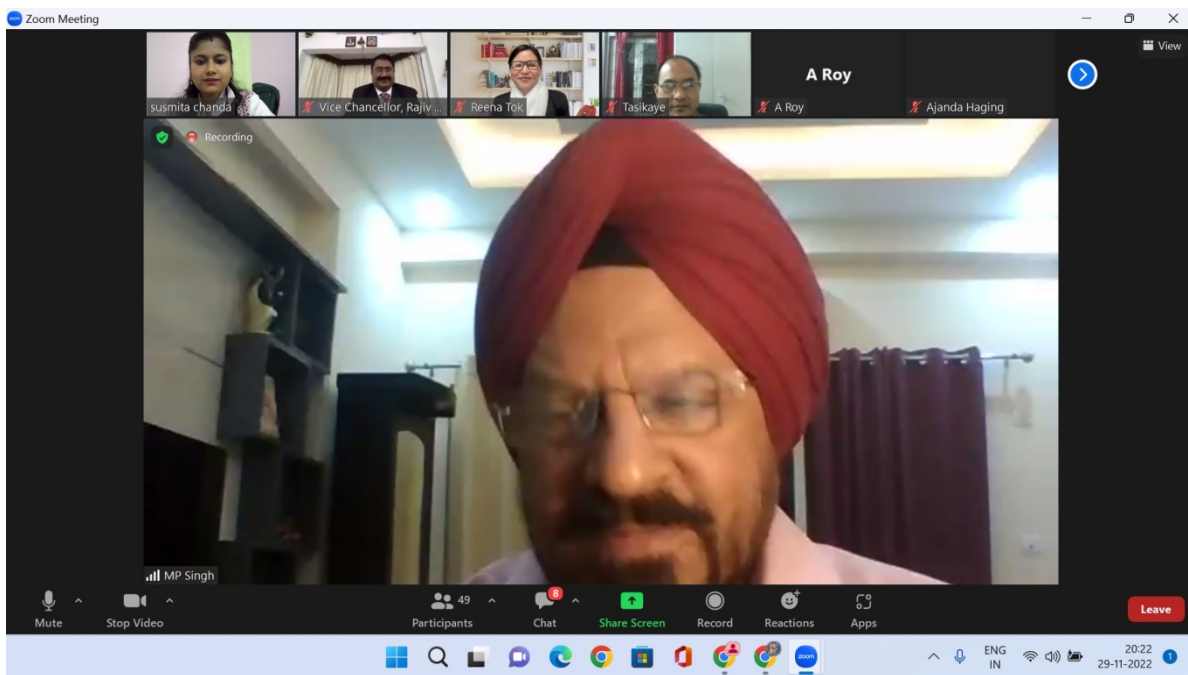 zoom Zoom Meeting
View
susmita chanda
Vice Chancellor, Rajiv ...
Reena Tok
Tasikaye
A Roy
A Roy
Ajanda Haging
Recording
MP Singh
Mute
Stop Video
49
Participants
8
Chat
Share Screen
Record
Reactions
Apps
Leave
zoom
ENG
IN
20:22
29-11-2022
1